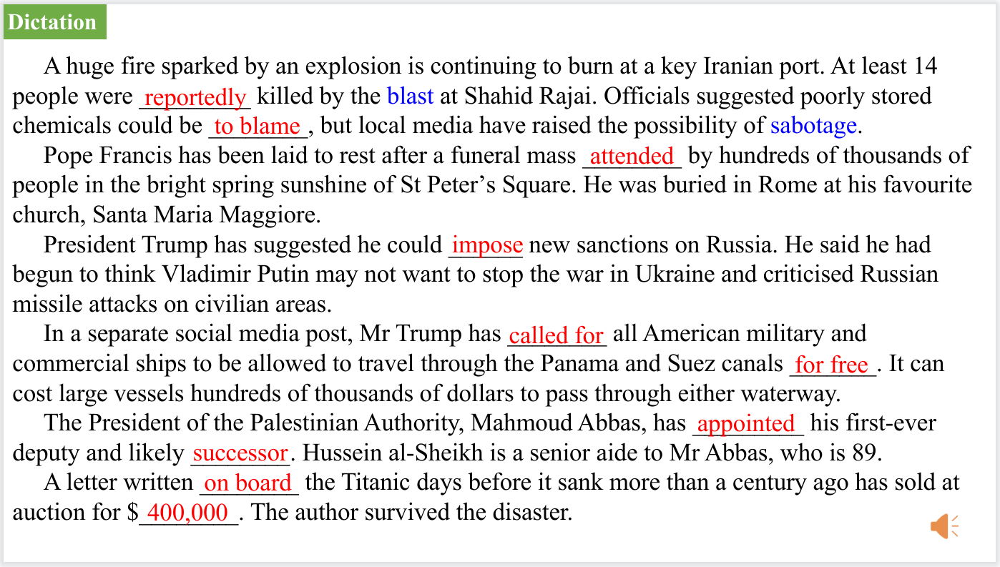 Dictation
A huge fire sparked by an explosion is continuing to burn at a key Iranian port. At least 14
people were reportedly killed by the blast at Shahid Rajai. Officials suggested poorly stored
chemicals could be to blame, but local media have raised the possibility of sabotage.
Pope Francis has been laid to rest after a funeral mass attended by hundreds of thousands of
people in the bright spring sunshine of St Peter’s Square. He was buried in Rome at his favourite
church, Santa Maria Maggiore.
President Trump has suggested he could impose new sanctions on Russia. He said he had
begun to think Vladimir Putin may not want to stop the war in Ukraine and criticised Russian
missile attacks on civilian areas.
In a separate social media post, Mr Trump has called for all American military and
commercial ships to be allowed to travel through the Panama and Suez canals for free. It can
cost large vessels hundreds of thousands of dollars to pass through either waterway.
The President of the Palestinian Authority, Mahmoud Abbas, has appointed his first-ever
deputy and likely successor. Hussein al-Sheikh is a senior aide to Mr Abbas, who is 89.
A letter written on board the Titanic days before it sank more than a century ago has sold at
auction for $400,000. The author survived the disaster.